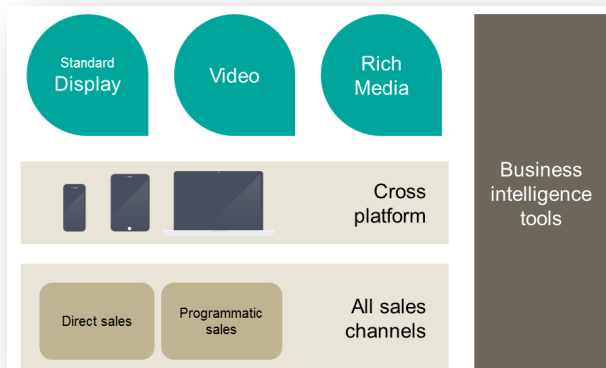 Standard
Display
Video
Rich
Media
Business
intelligence
tools
Cross
platform
Direct sales
Programmatic
sales
All sales
channels